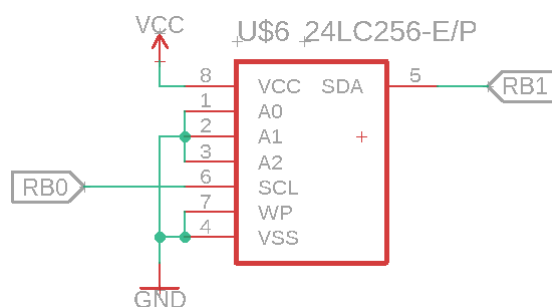 VCC
U$6 24LC256-E/P
8 VCC SDA 5 RB1
1 A0
2 A1
3 A2
RB0 6 SCL
7 WP
4 VSS
GND